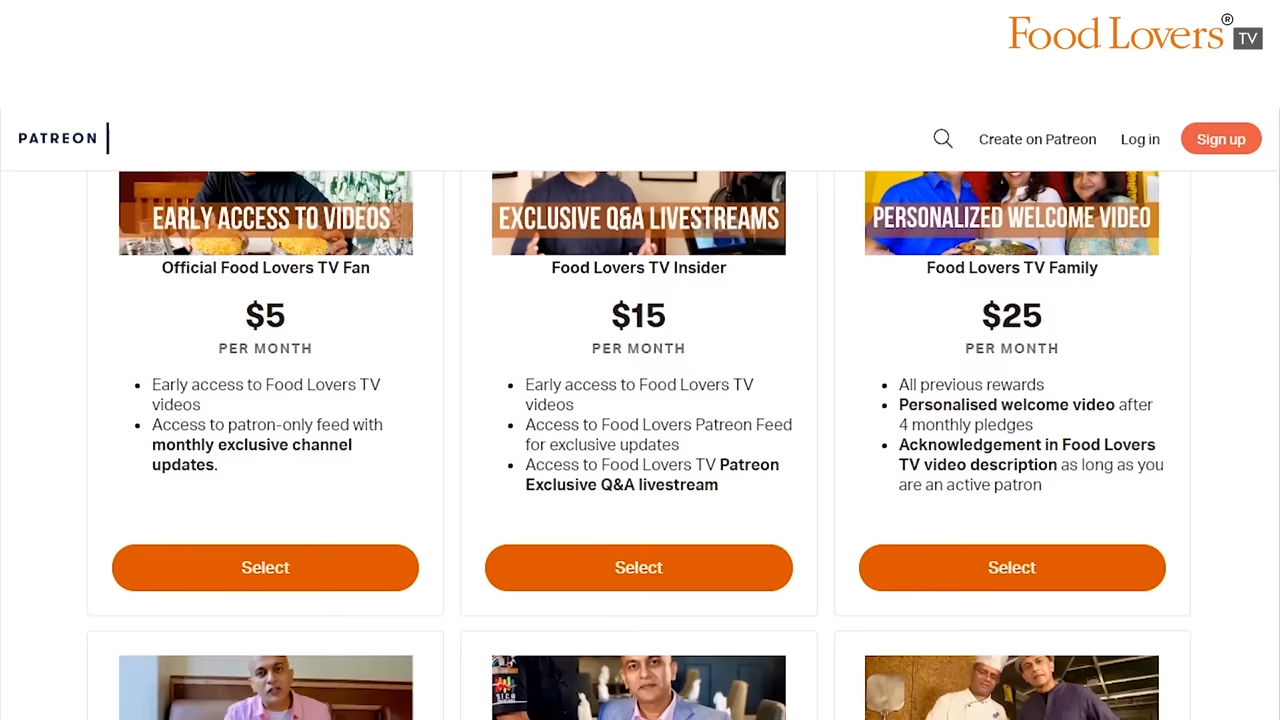 Food Lovers® TV
PATREON
Create on Patreon
Log in
Sign up
EARLY ACCESS TO VIDEOS
Official Food Lovers TV Fan
$5
PER MONTH
Early access to Food Lovers TV
videos
Access to patron-only feed with
monthly exclusive channel
updates.
Select
EXCLUSIVE Q&A LIVESTREAMS
Food Lovers TV Insider
$15
PER MONTH
Early access to Food Lovers TV
videos
Access to Food Lovers Patreon Feed
for exclusive updates
Access to Food Lovers TV Patreon
Exclusive Q&A livestream
Select
PERSONALIZED WELCOME VIDEO
Food Lovers TV Family
$25
PER MONTH
All previous rewards
Personalised welcome video after
4 monthly pledges
Acknowledgement in Food Lovers
TV video description as long as you
are an active patron
Select